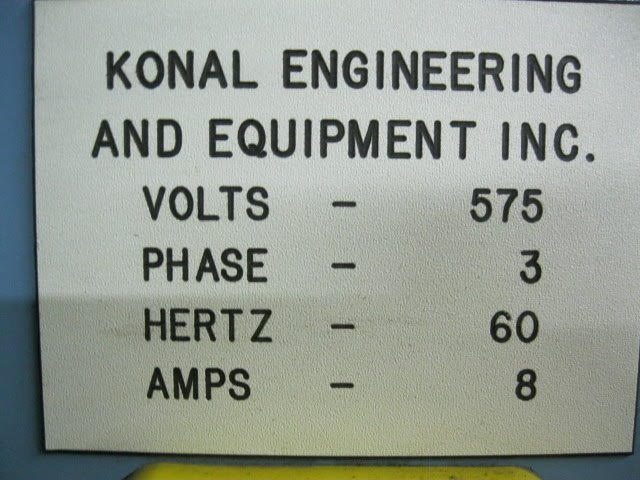 KONAL ENGINEERING
AND EQUIPMENT INC.
VOLTS - 575
PHASE - 3
HERTZ - 60
AMPS - 8